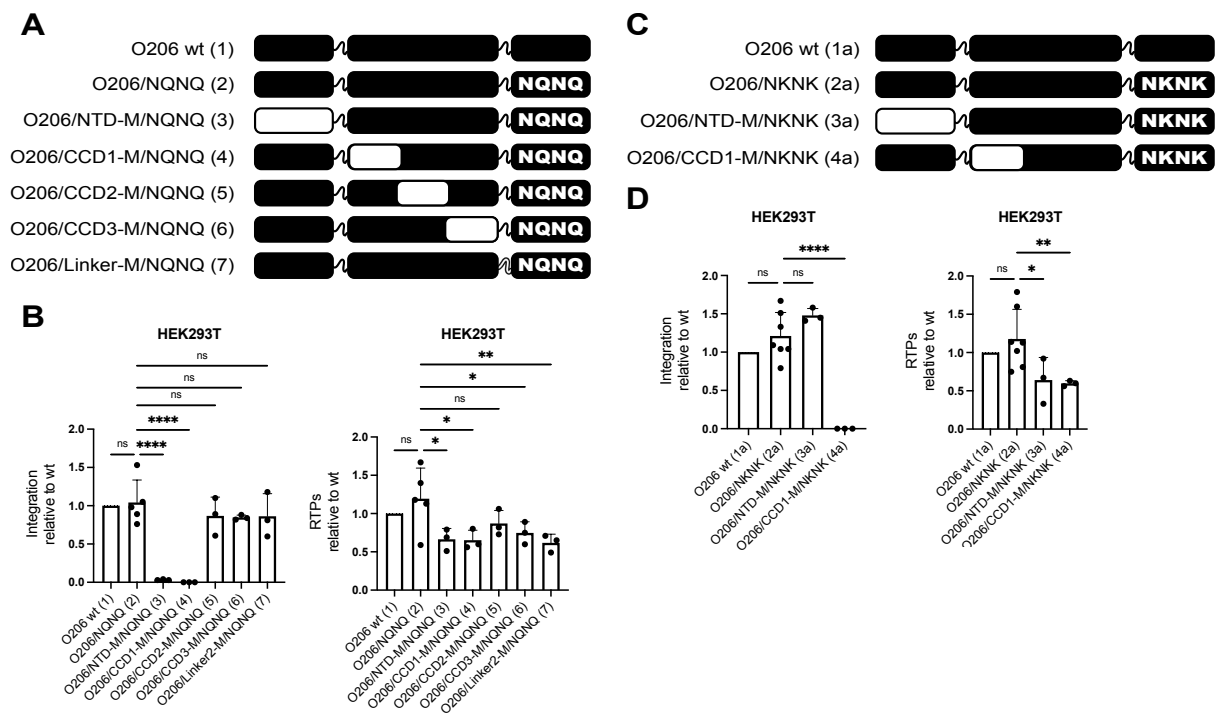 A
O206 wt (1)
O206/NQNQ (2)
NQNQ
O206/NTD-M/NQNQ (3)
NQNQ
O206/CCD1-M/NQNQ (4)
NQNQ
O206/CCD2-M/NQNQ (5)
NQNQ
O206/CCD3-M/NQNQ (6)
NQNQ
O206/Linker-M/NQNQ (7)
NQNQ
B
HEK293T
ns
ns
ns
****
ns
****
Integration
relative to wt
2.0
1.5
1.0
0.5
0.0
O206 wt (1)
O206/NQNQ (2)
O206/NTD-M/NQNQ (3)
O206/CCD1-M/NQNQ (4)
O206/CCD2-M/NQNQ (5)
O206/CCD3-M/NQNQ (6)
O206/Linker2-M/NQNQ (7)
HEK293T
**
*
ns
*
ns
*
RTPs
relative to wt
2.0
1.5
1.0
0.5
0.0
O206 wt (1)
O206/NQNQ (2)
O206/NTD-M/NQNQ (3)
O206/CCD1-M/NQNQ (4)
O206/CCD2-M/NQNQ (5)
O206/CCD3-M/NQNQ (6)
O206/Linker2-M/NQNQ (7)
C
O206 wt (1a)
O206/NKNK (2a)
NKNK
O206/NTD-M/NKNK (3a)
NKNK
O206/CCD1-M/NKNK (4a)
NKNK
D
HEK293T
****
ns
ns
Integration
relative to wt
2.0
1.5
1.0
0.5
0.0
O206 wt (1a)
O206/NKNK (2a)
O206/NTD-M/NKNK (3a)
O206/CCD1-M/NKNK (4a)
HEK293T
**
ns
*
RTPs
relative to wt
2.0
1.5
1.0
0.5
0.0
O206 wt (1a)
O206/NKNK (2a)
O206/NTD-M/NKNK (3a)
O206/CCD1-M/NKNK (4a)